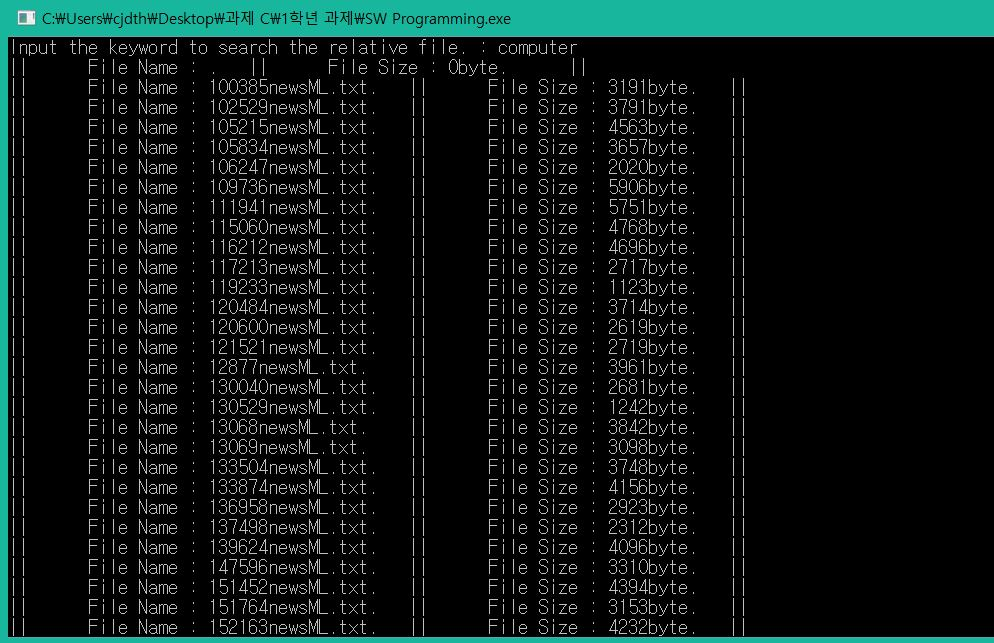 C:₩Users₩cjdth₩Desktop₩과제 C₩1학년 과제₩SW Programming.exe
Input the keyword to search the relative file. : computer
|| File Name : . || File Size : 0byte. ||
|| File Name : 100385newsML.txt. || File Size : 3191byte. ||
|| File Name : 102529newsML.txt. || File Size : 3791byte. ||
|| File Name : 105215newsML.txt. || File Size : 4563byte. ||
|| File Name : 105834newsML.txt. || File Size : 3657byte. ||
|| File Name : 106247newsML.txt. || File Size : 2020byte. ||
|| File Name : 109736newsML.txt. || File Size : 5906byte. ||
|| File Name : 111941newsML.txt. || File Size : 5751byte. ||
|| File Name : 115060newsML.txt. || File Size : 4768byte. ||
|| File Name : 116212newsML.txt. || File Size : 4696byte. ||
|| File Name : 117213newsML.txt. || File Size : 2717byte. ||
|| File Name : 119233newsML.txt. || File Size : 1123byte. ||
|| File Name : 120484newsML.txt. || File Size : 3714byte. ||
|| File Name : 120600newsML.txt. || File Size : 2619byte. ||
|| File Name : 121521newsML.txt. || File Size : 2719byte. ||
|| File Name : 12877newsML.txt. || File Size : 3961byte. ||
|| File Name : 130040newsML.txt. || File Size : 2681byte. ||
|| File Name : 130529newsML.txt. || File Size : 1242byte. ||
|| File Name : 13068newsML.txt. || File Size : 3842byte. ||
|| File Name : 13069newsML.txt. || File Size : 3098byte. ||
|| File Name : 133504newsML.txt. || File Size : 3748byte. ||
|| File Name : 133874newsML.txt. || File Size : 4156byte. ||
|| File Name : 136958newsML.txt. || File Size : 2923byte. ||
|| File Name : 137498newsML.txt. || File Size : 2312byte. ||
|| File Name : 139624newsML.txt. || File Size : 4096byte. ||
|| File Name : 147596newsML.txt. || File Size : 3310byte. ||
|| File Name : 151452newsML.txt. || File Size : 4394byte. ||
|| File Name : 151764newsML.txt. || File Size : 3153byte. ||
|| File Name : 152163newsML.txt. || File Size : 4232byte. ||